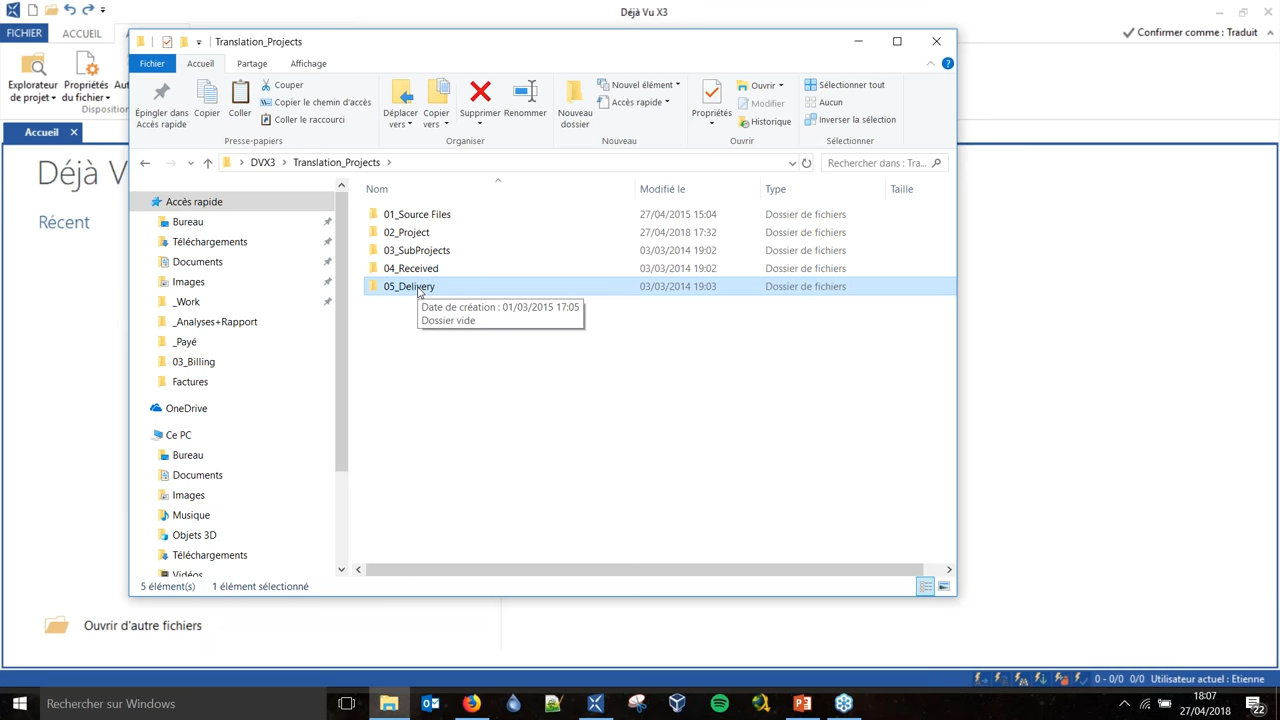 Déjà Vu X3
FICHIER
ACCUEIL
Confirmer comme : Traduit
Explorateur de projet
Propriétés du fichier
Accueil
Déjà V
Récent
Ouvrir d'autre fichiers
Translation_Projects
Fichier
Accueil
Partage
Affichage
Épingler dans Accès rapide
Copier
Coller
Couper
Copier le chemin d'accès
Coller le raccourci
Presse-papiers
Déplacer vers
Copier vers
Supprimer
Renommer
Organiser
Nouveau dossier
Nouvel élément
Accès rapide
Nouveau
Propriétés
Ouvrir
Modifier
Historique
Ouvrir
Sélectionner tout
Aucun
Inverser la sélection
Sélectionner
DVX3 > Translation_Projects >
Rechercher dans : Tra...
Nom Modifié le Type Taille
01_Source Files 27/04/2015 15:04 Dossier de fichiers
02_Project 27/04/2018 17:32 Dossier de fichiers
03_SubProjects 03/03/2014 19:02 Dossier de fichiers
04_Received 03/03/2014 19:02 Dossier de fichiers
05_Delivery 03/03/2014 19:03 Dossier de fichiers
Date de création : 01/03/2015 17:05
Dossier vide
Accès rapide
Bureau
Téléchargements
Documents
Images
_Work
_Analyses+Rapport
_Payé
03_Billing
Factures
OneDrive
Ce PC
Bureau
Documents
Images
Musique
Objets 3D
Téléchargements
Vidéos
5 élément(s) 1 élément sélectionné
0 - 0/0 0/0 Utilisateur actuel : Etienne
Rechercher sur Windows
18:07
27/04/2018
22